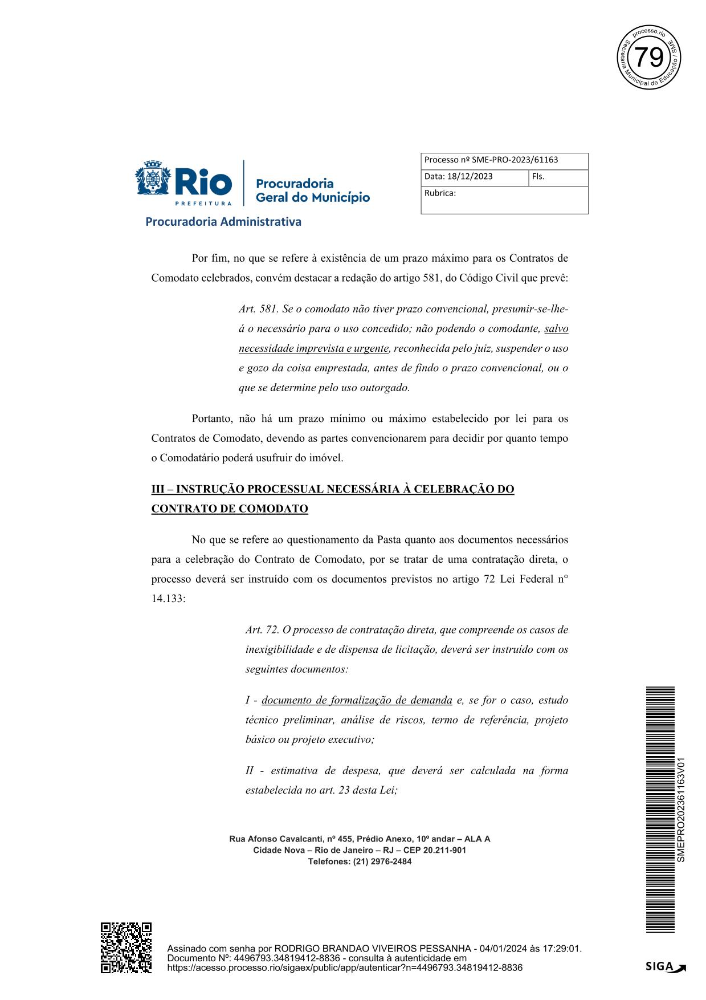 processo.rio
Secretaria Municipal de Educação / SME
79
Processo nº SME-PRO-2023/61163
Data: 18/12/2023 Fls.
Rubrica:
Rio
PREFEITURA
Procuradoria
Geral do Município
Procuradoria Administrativa
Por fim, no que se refere à existência de um prazo máximo para os Contratos de
Comodato celebrados, convém destacar a redação do artigo 581, do Código Civil que prevê:
Art. 581. Se o comodato não tiver prazo convencional, presumir-se-lhe-
á o necessário para o uso concedido; não podendo o comodante, salvo
necessidade imprevista e urgente, reconhecida pelo juiz, suspender o uso
e gozo da coisa emprestada, antes de findo o prazo convencional, ou o
que se determine pelo uso outorgado.
Portanto, não há um prazo mínimo ou máximo estabelecido por lei para os
Contratos de Comodato, devendo as partes convencionarem para decidir por quanto tempo
o Comodatário poderá usufruir do imóvel.
III – INSTRUÇÃO PROCESSUAL NECESSÁRIA À CELEBRAÇÃO DO
CONTRATO DE COMODATO
No que se refere ao questionamento da Pasta quanto aos documentos necessários
para a celebração do Contrato de Comodato, por se tratar de uma contratação direta, o
processo deverá ser instruído com os documentos previstos no artigo 72 Lei Federal n°
14.133:
Art. 72. O processo de contratação direta, que compreende os casos de
inexigibilidade e de dispensa de licitação, deverá ser instruído com os
seguintes documentos:
I - documento de formalização de demanda e, se for o caso, estudo
técnico preliminar, análise de riscos, termo de referência, projeto
básico ou projeto executivo;
II - estimativa de despesa, que deverá ser calculada na forma
estabelecida no art. 23 desta Lei;
Rua Afonso Cavalcanti, nº 455, Prédio Anexo, 10º andar – ALA A
Cidade Nova – Rio de Janeiro – RJ – CEP 20.211-901
Telefones: (21) 2976-2484
SMEPRO202361163V01
Assinado com senha por RODRIGO BRANDAO VIVEIROS PESSANHA - 04/01/2024 às 17:29:01.
Documento Nº: 4496793.34819412-8836 - consulta à autenticidade em
https://acesso.processo.rio/sigaex/public/app/autenticar?n=4496793.34819412-8836
SIGA